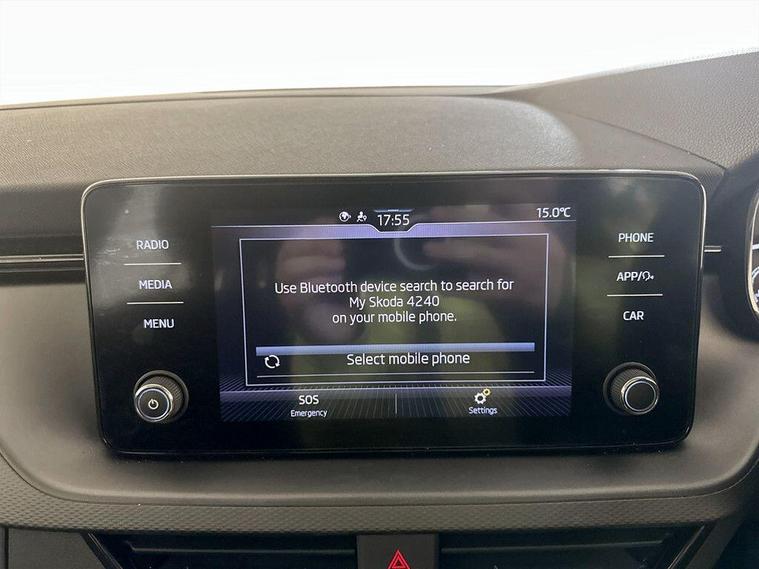 17:55
15.0°C
RADIO
MEDIA
MENU
PHONE
APP/
CAR
Use Bluetooth device search to search for
My Skoda 4240
on your mobile phone.
Select mobile phone
SOS
Emergency
Settings